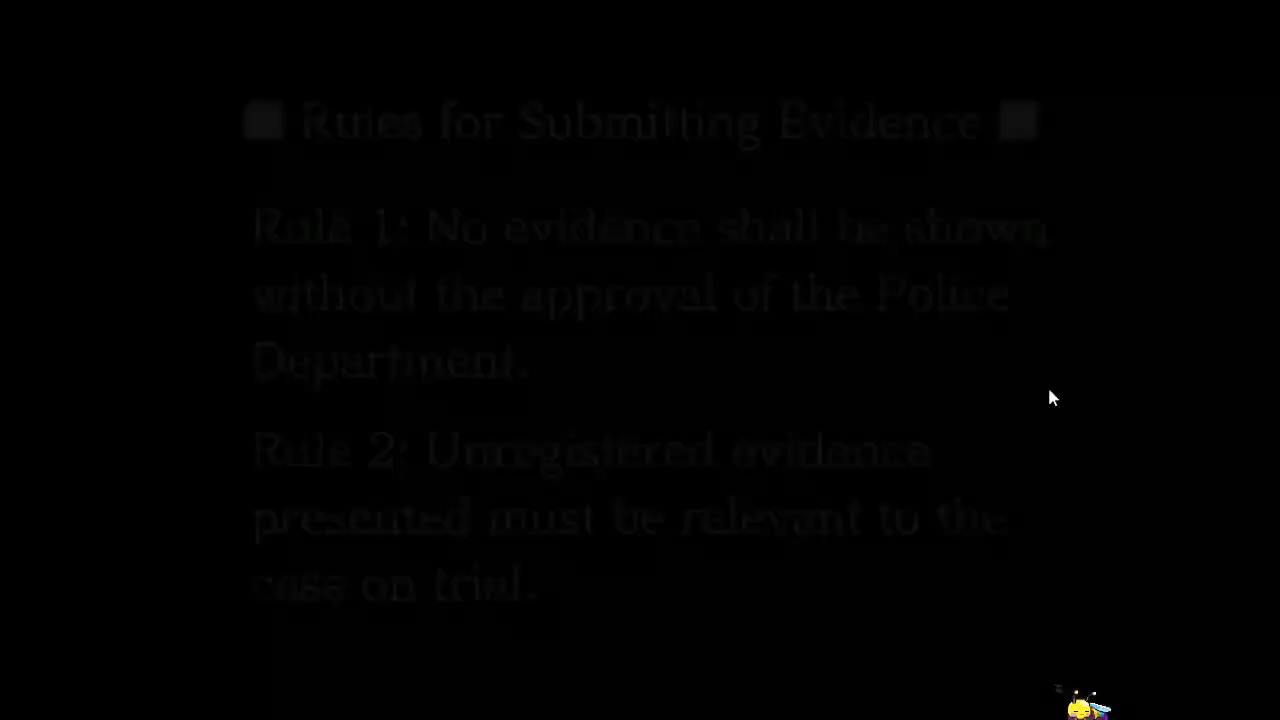 ■ Rules for Submitting Evidence ■
Rule 1: No evidence shall be shown
without the approval of the Police
Department.
Rule 2: Unregistered evidence
presented must be relevant to the
case on trial.